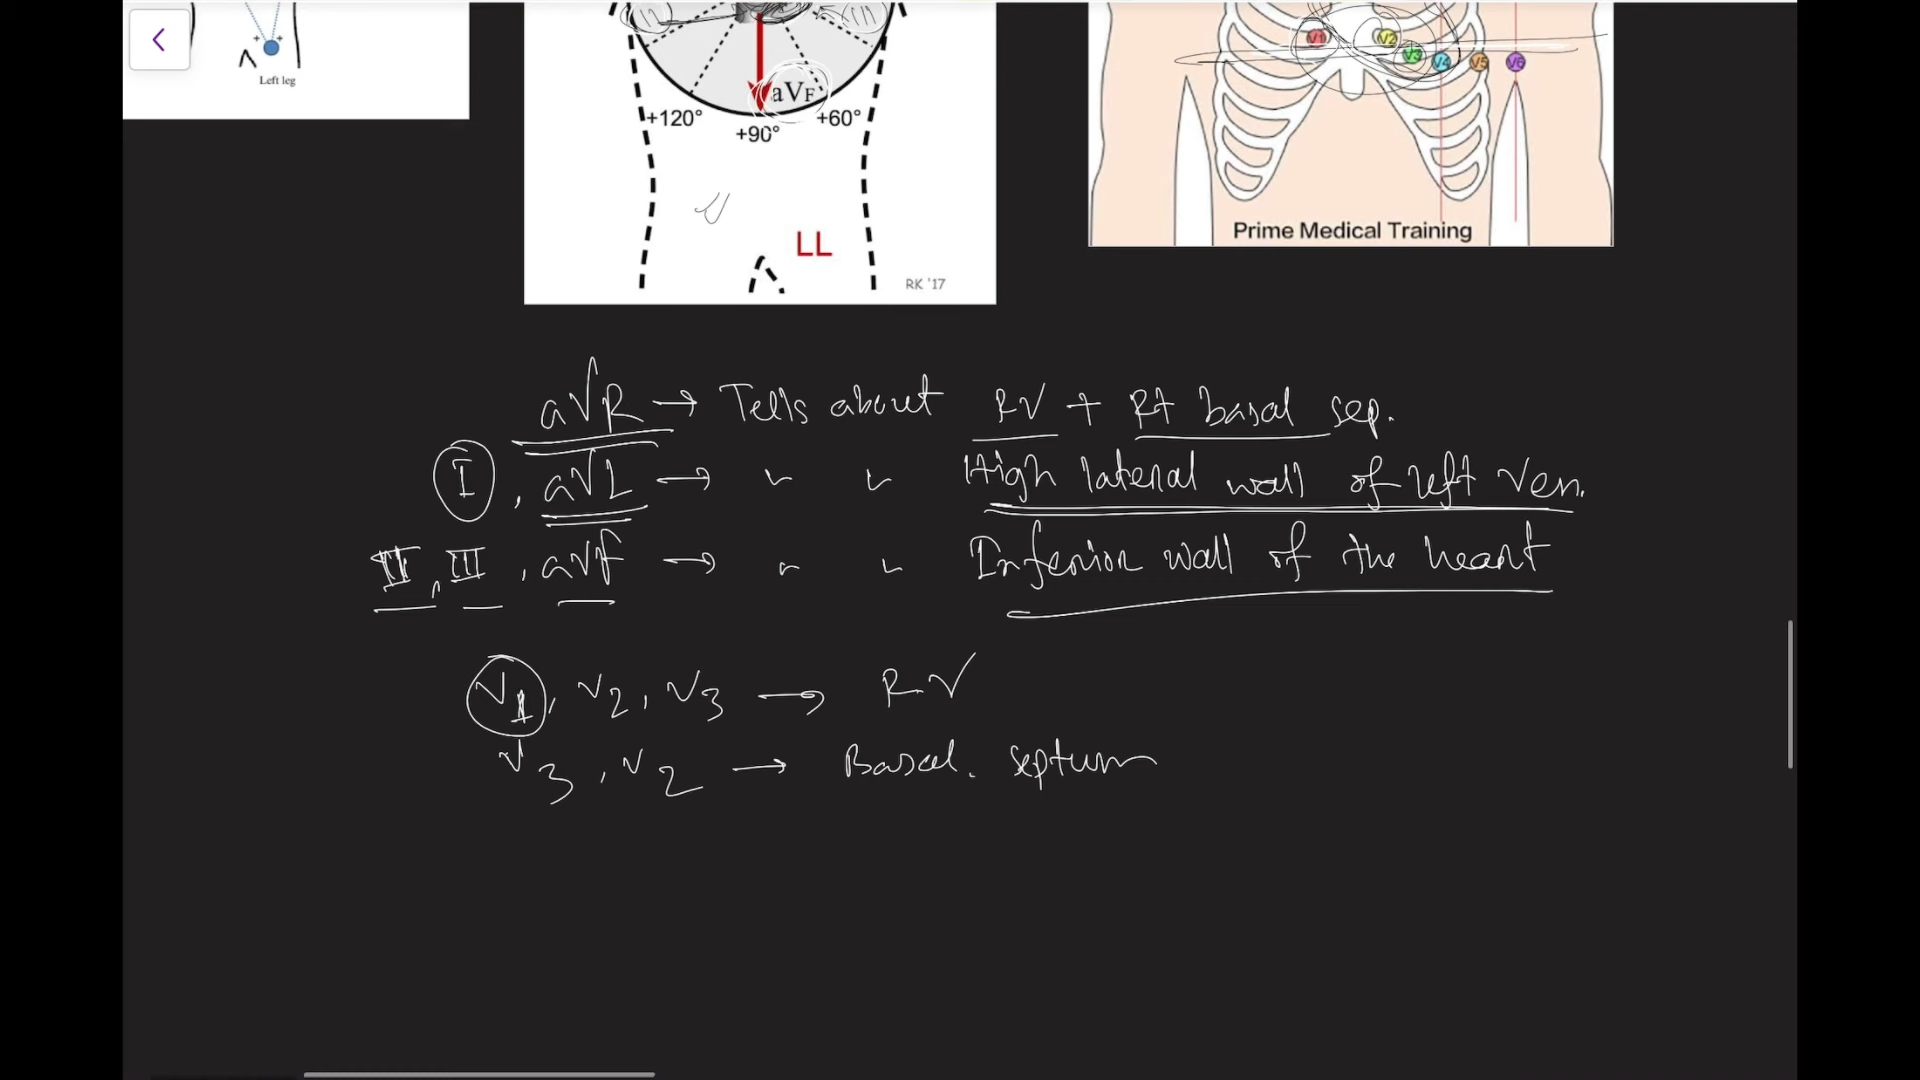 Left leg
V1 V2 V3 V4 V5 V6
aVF
+120° +90° +60°
LL
RK '17
Prime Medical Training
aVR → Tells about RV + Rt basal sep.
I, aVL → " " High lateral wall of left Ven.
II, III, aVF → " " Inferior wall of the heart
V1, V2, V3 → RV
V3, V2 → Basal. Septum